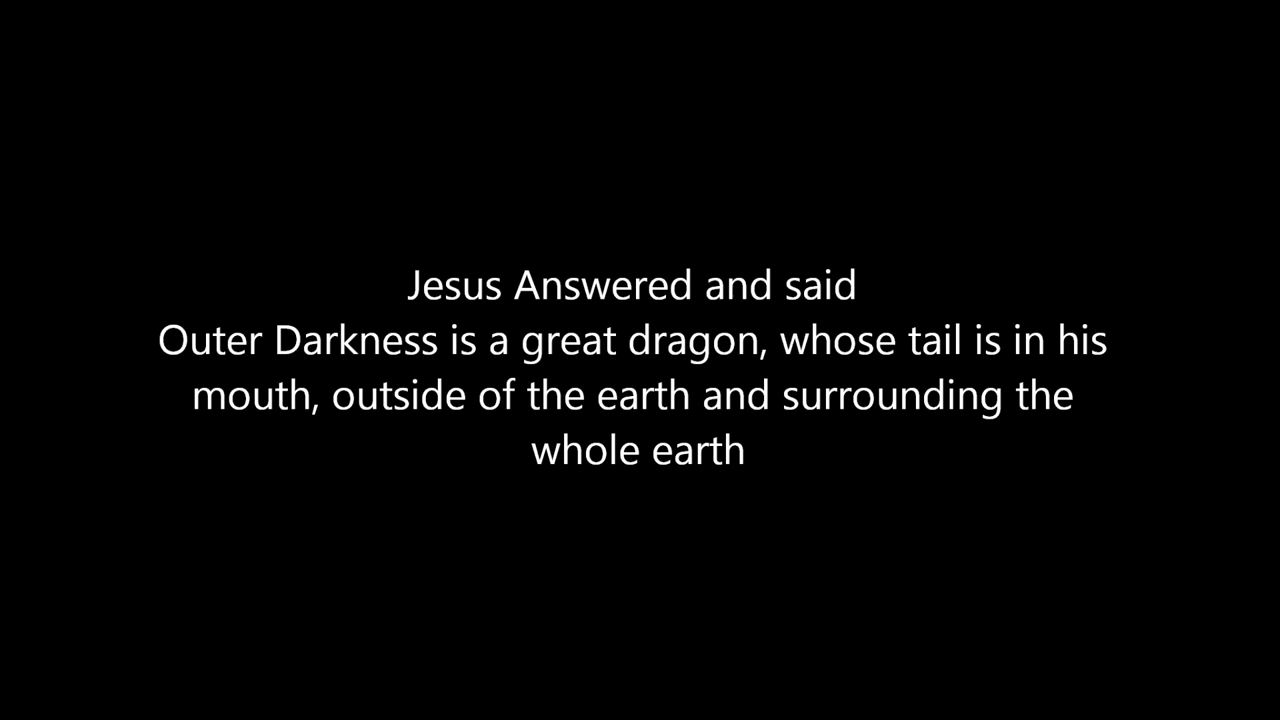 Jesus Answered and said
Outer Darkness is a great dragon, whose tail is in his
mouth, outside of the earth and surrounding the
whole earth